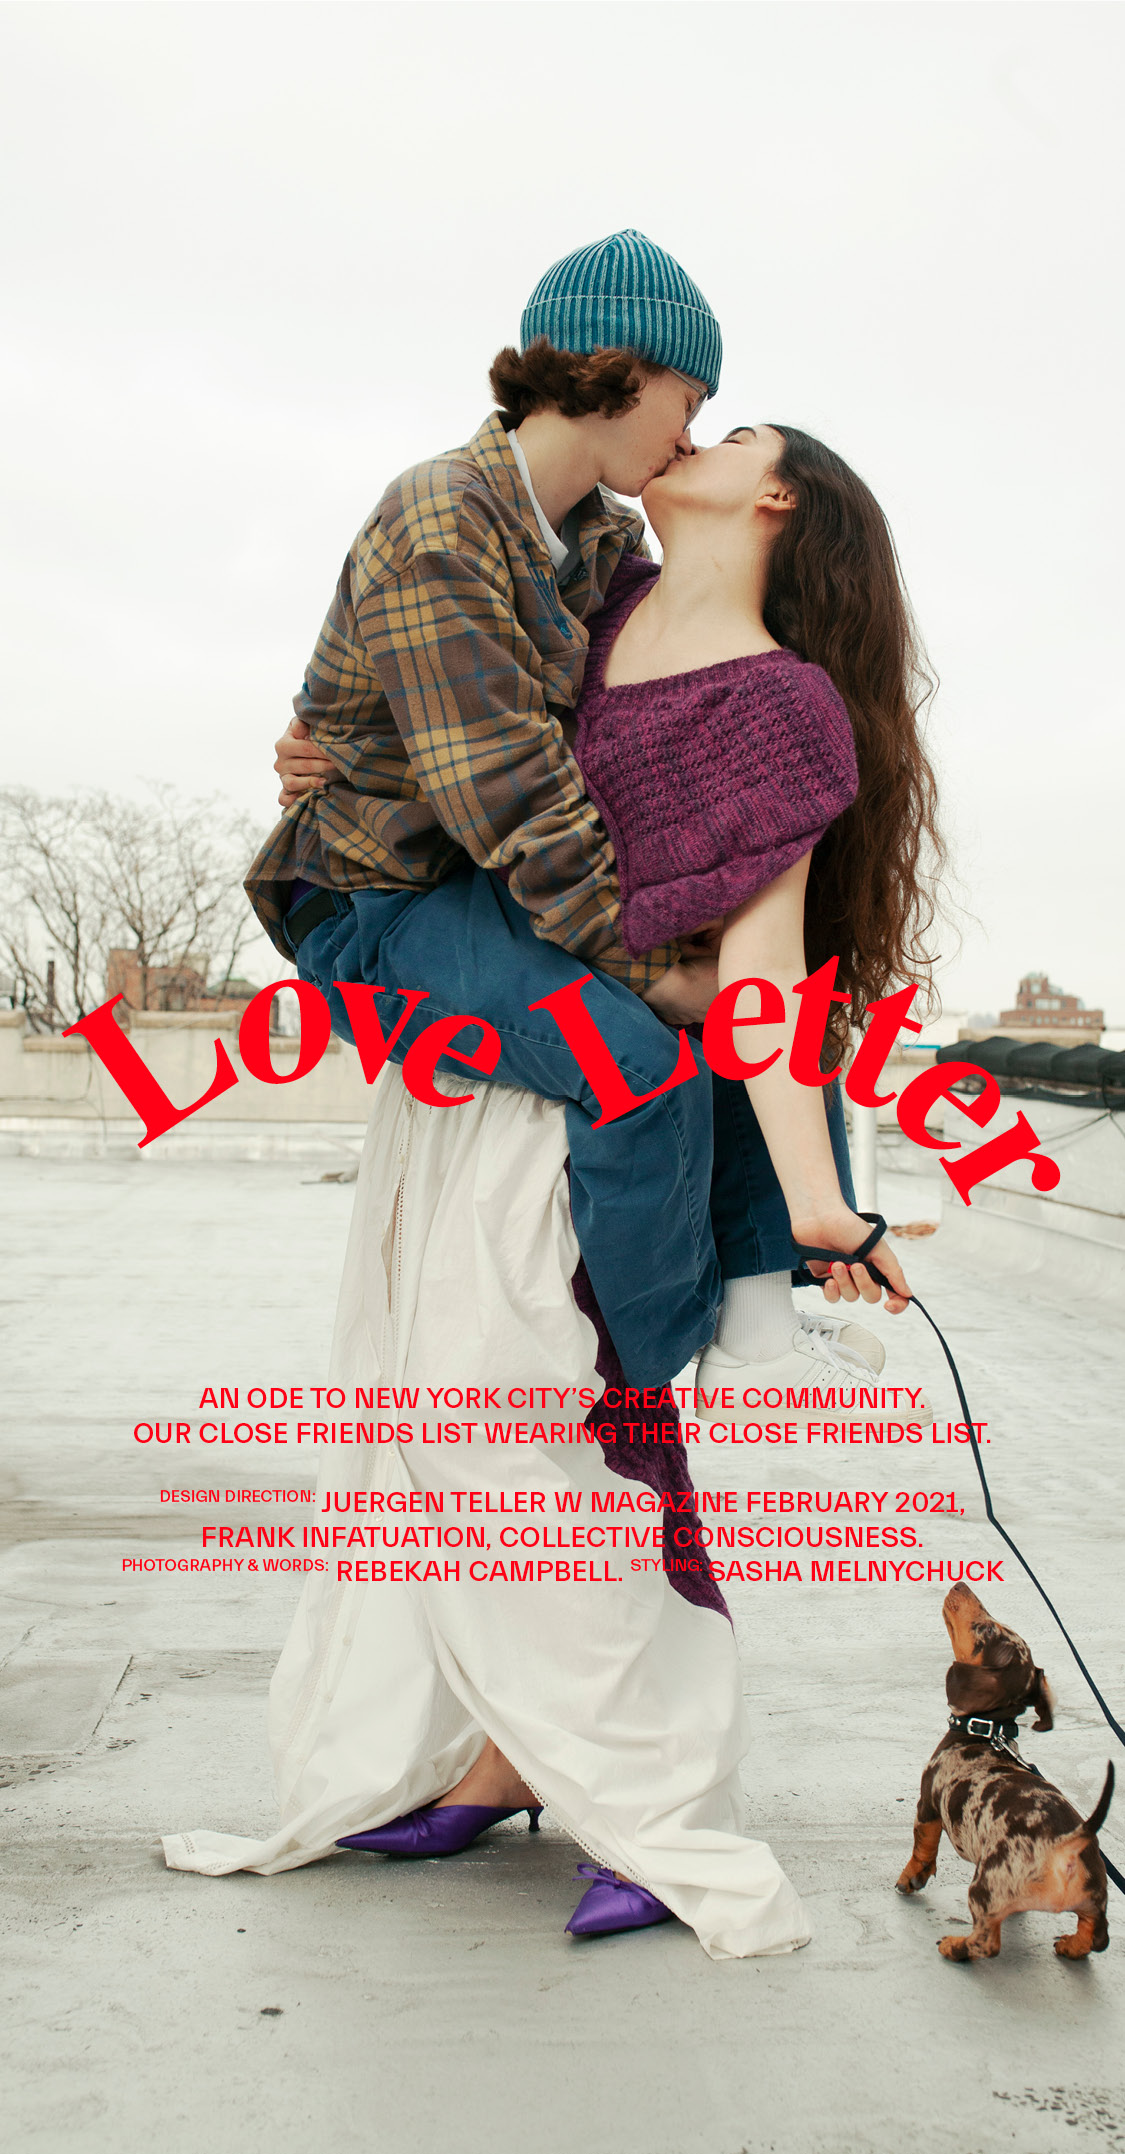 Love Letter
AN ODE TO NEW YORK CITY’S CREATIVE COMMUNITY.
OUR CLOSE FRIENDS LIST WEARING THEIR CLOSE FRIENDS LIST.
DESIGN DIRECTION: JUERGEN TELLER W MAGAZINE FEBRUARY 2021,
FRANK INFATUATION, COLLECTIVE CONSCIOUSNESS.
PHOTOGRAPHY & WORDS: REBEKAH CAMPBELL. STYLING: SASHA MELNYCHUCK